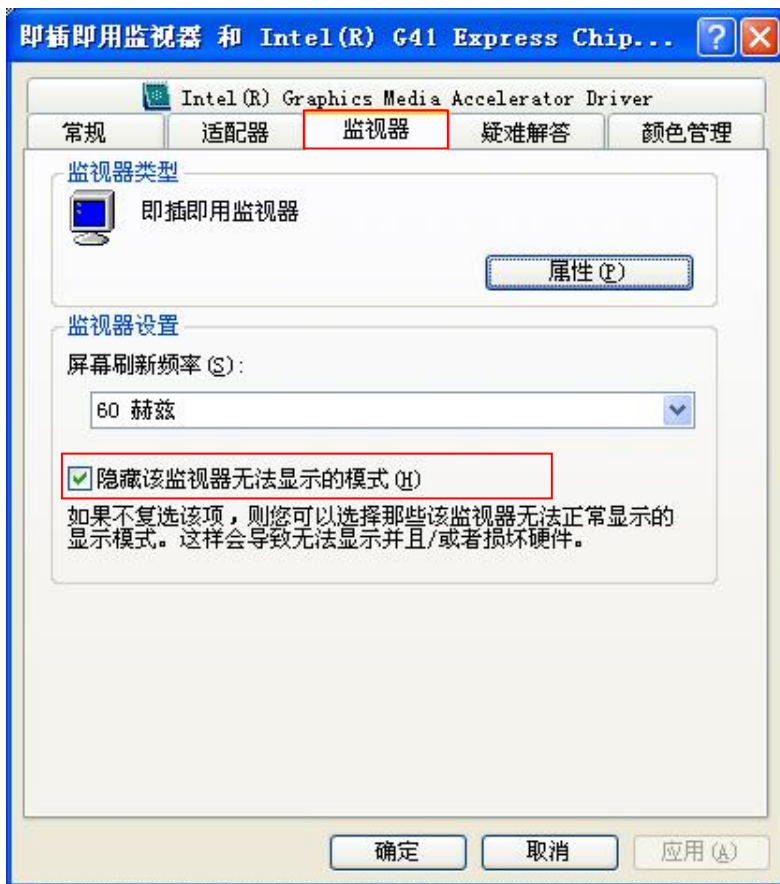 即插即用监视器 和 Intel(R) G41 Express Chip...
Intel(R) Graphics Media Accelerator Driver
常规 适配器 监视器 疑难解答 颜色管理
监视器类型
即插即用监视器
属性(P)
监视器设置
屏幕刷新频率(S):
60 赫兹
隐藏该监视器无法显示的模式(H)
如果不复选该项，则您可以选择那些该监视器无法正常显示的
显示模式。这样会导致无法显示并且/或者损坏硬件。
确定 取消 应用(A)